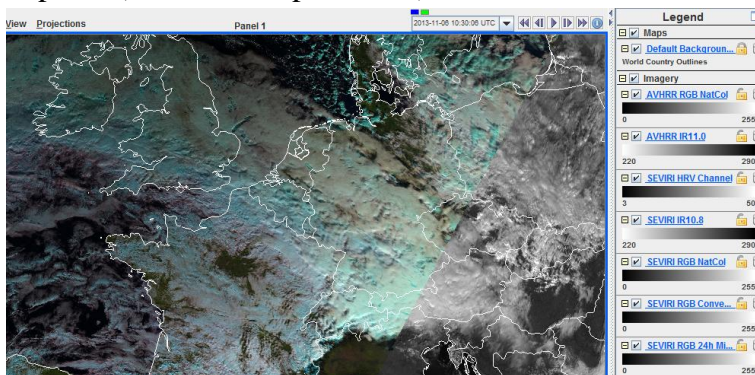 View Projections
Panel 1
2013-11-06 10:30:05 UTC
Legend
Maps
Default Backgroun...
World Country Outlines
Imagery
AVHRR RGB NatCol
0 255
AVHRR IR11.0
220 290
SEVIRI HRV Channel
3 50
SEVIRI IR10.8
220 290
SEVIRI RGB NatCol
0 255
SEVIRI RGB Conve...
0 255
SEVIRI RGB 24h Mi...
0 255